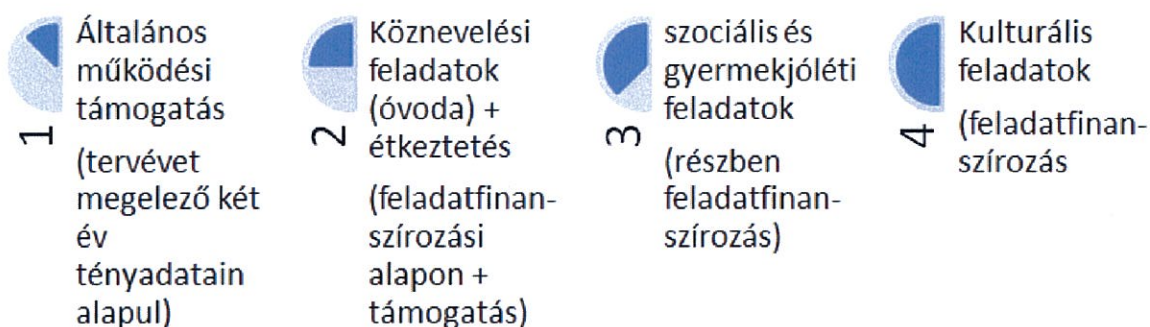 1
Általános
működési
támogatás
(tervévet
megelőző két
év
tényadatain
alapul)
2
Köznevelési
feladatok
(óvoda) +
étkeztetés
(feladatfinan-
szírozási
alapon +
támogatás)
3
szociális és
gyermekjóléti
feladatok
(részben
feladatfinan-
szírozás)
4
Kulturális
feladatok
(feladatfinan-
szírozás